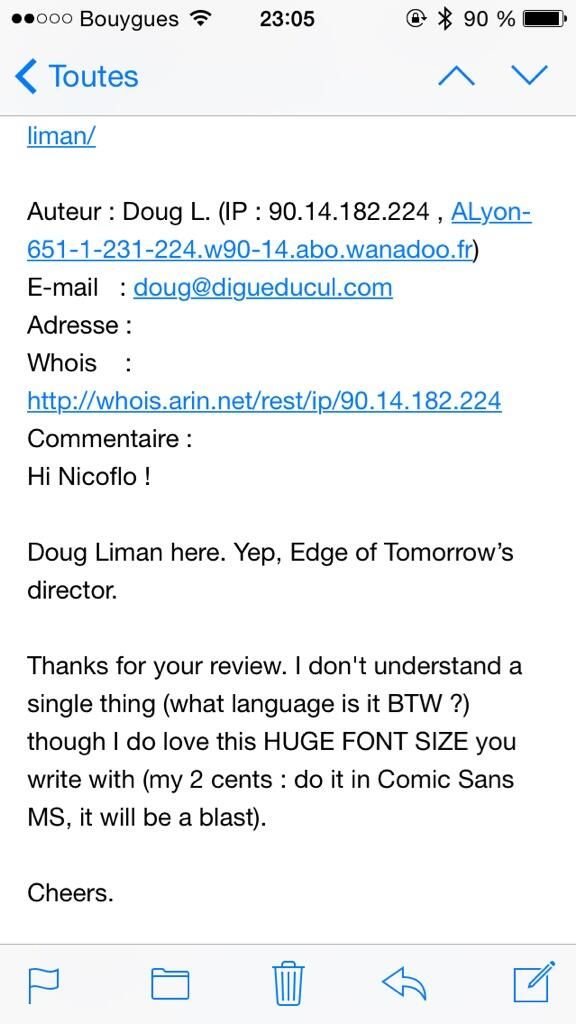 Bouygues 23:05 90 %
Toutes
liman/
Auteur : Doug L. (IP : 90.14.182.224 , ALyon-
651-1-231-224.w90-14.abo.wanadoo.fr)
E-mail : doug@digueducul.com
Adresse :
Whois :
http://whois.arin.net/rest/ip/90.14.182.224
Commentaire :
Hi Nicoflo !
Doug Liman here. Yep, Edge of Tomorrow’s
director.
Thanks for your review. I don't understand a
single thing (what language is it BTW ?)
though I do love this HUGE FONT SIZE you
write with (my 2 cents : do it in Comic Sans
MS, it will be a blast).
Cheers.